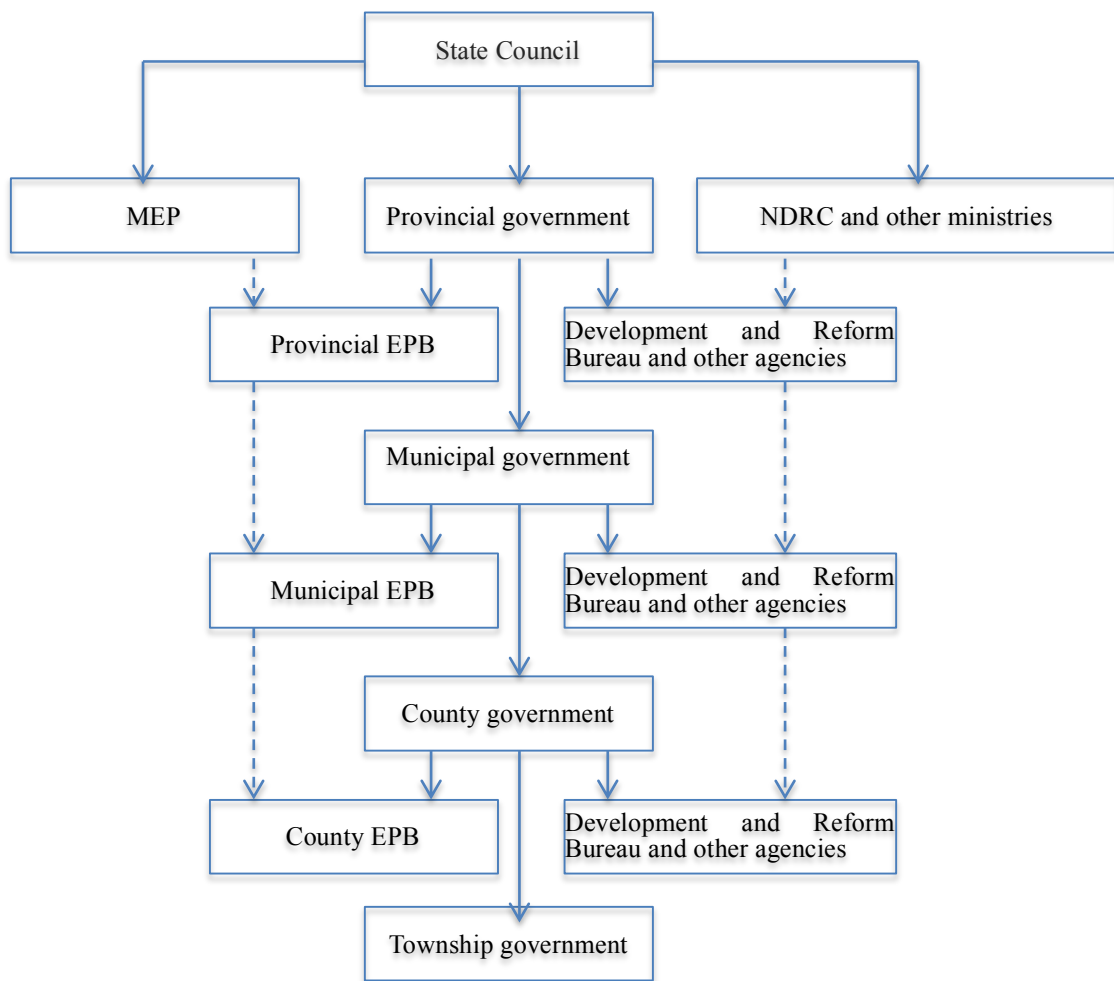 State Council
MEP
Provincial government
NDRC and other ministries
Provincial EPB
Development and Reform
Bureau and other agencies
Municipal government
Municipal EPB
Development and Reform
Bureau and other agencies
County government
County EPB
Development and Reform
Bureau and other agencies
Township government